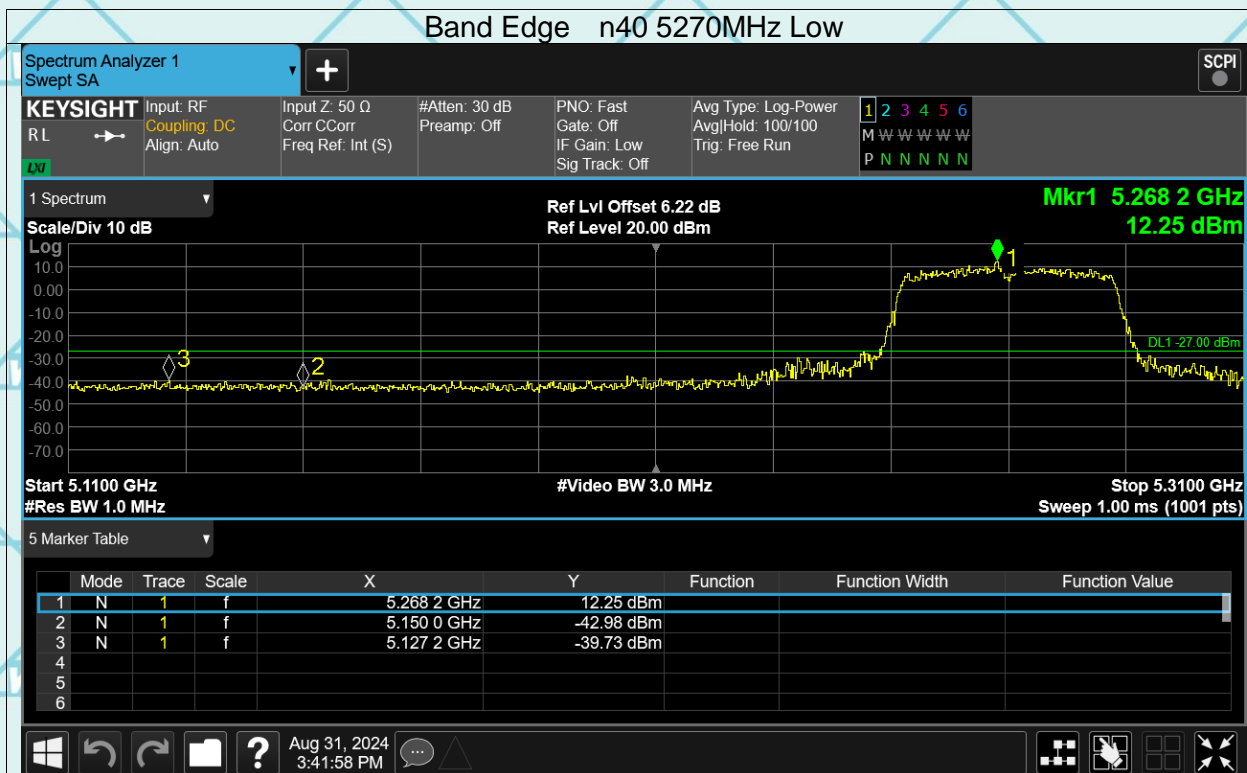 Band Edge n40 5270MHz Low
Spectrum Analyzer 1
Swept SA
SCPI
KEYSIGHT
R L
LXI
Input: RF
Coupling: DC
Align: Auto
Input Z: 50 Ω
Corr CCorr
Freq Ref: Int (S)
#Atten: 30 dB
Preamp: Off
PNO: Fast
Gate: Off
IF Gain: Low
Sig Track: Off
Avg Type: Log-Power
Avg|Hold: 100/100
Trig: Free Run
1 2 3 4 5 6
M W W W W W
P N N N N N
1 Spectrum
Scale/Div 10 dB
Ref Lvl Offset 6.22 dB
Ref Level 20.00 dBm
Mkr1 5.268 2 GHz
12.25 dBm
Log
10.0
0.00
-10.0
-20.0
-30.0
-40.0
-50.0
-60.0
-70.0
1
2
3
DL1 -27.00 dBm
Start 5.1100 GHz
#Video BW 3.0 MHz
Stop 5.3100 GHz
#Res BW 1.0 MHz
Sweep 1.00 ms (1001 pts)
5 Marker Table
Mode Trace Scale X Y Function Function Width Function Value
1 N 1 f 5.268 2 GHz 12.25 dBm
2 N 1 f 5.150 0 GHz -42.98 dBm
3 N 1 f 5.127 2 GHz -39.73 dBm
4
5
6
?
Aug 31, 2024
3:41:58 PM